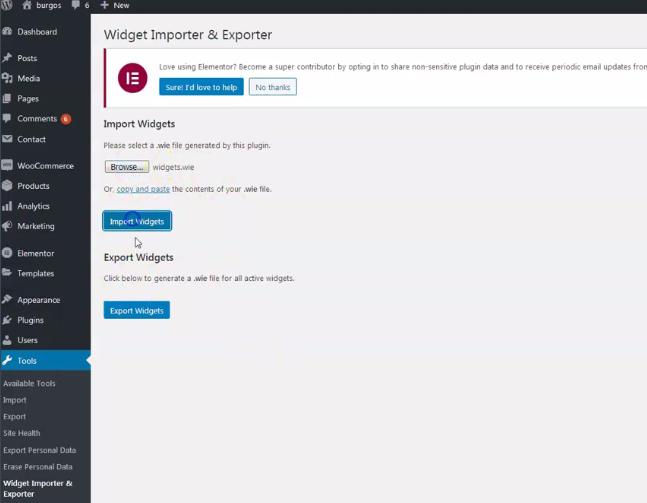 burgos 6 + New
Dashboard
Posts
Media
Pages
Comments 6
Contact
WooCommerce
Products
Analytics
Marketing
Elementor
Templates
Appearance
Plugins
Users
Tools
Available Tools
Import
Export
Site Health
Export Personal Data
Erase Personal Data
Widget Importer &
Exporter
Widget Importer & Exporter
Love using Elementor? Become a super contributor by opting in to share non-sensitive plugin data and to receive periodic email updates from
Sure! I'd love to help No thanks
Import Widgets
Please select a .wie file generated by this plugin.
Browse... widgets.wie
Or, copy and paste the contents of your .wie file.
Import Widgets
Export Widgets
Click below to generate a .wie file for all active widgets.
Export Widgets